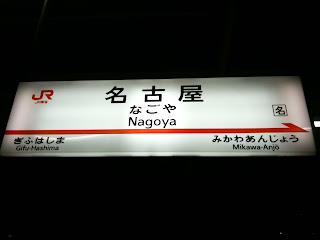 JR
名古屋
なごや
Nagoya
名
ぎふはしま
Gifu-Hashima
みかわあんじょう
Mikawa-Anjō